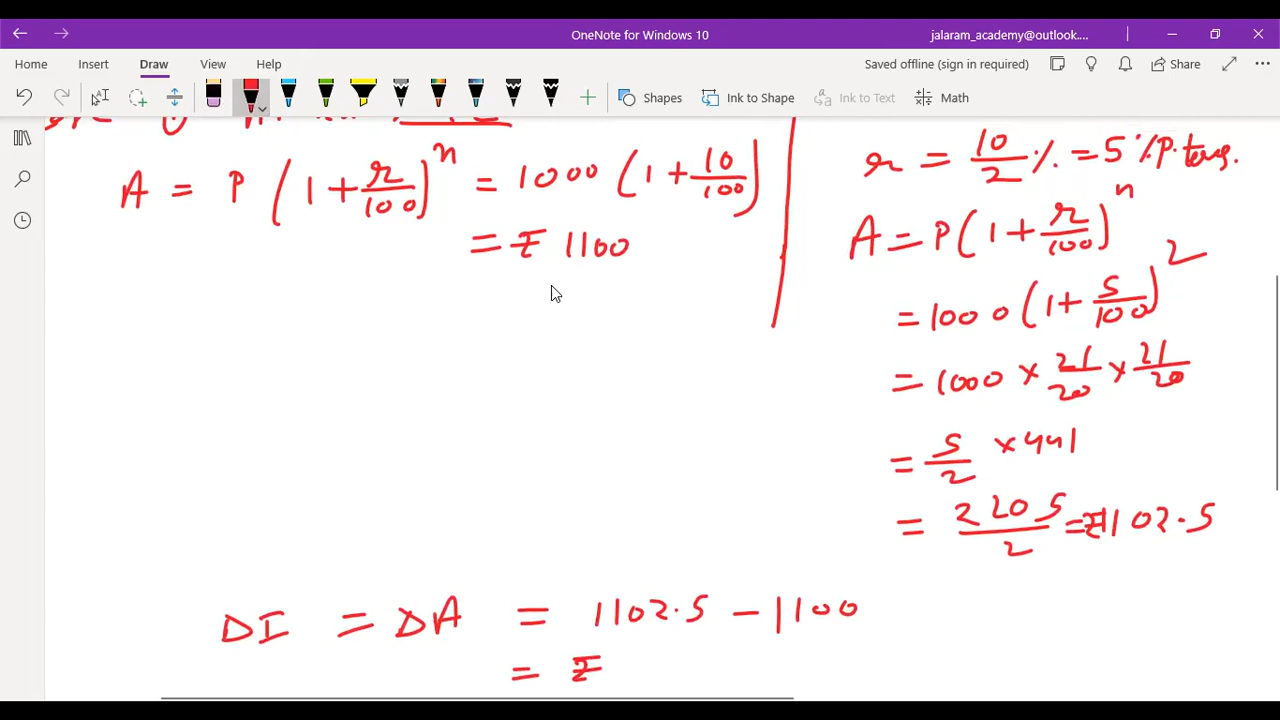 OneNote for Windows 10
jalaram_academy@outlook....
Home Insert Draw View Help
Saved offline (sign in required)
Share
Shapes
Ink to Shape
Ink to Text
Math
A = P (1 + r/100)^n = 1000 (1 + 10/100)
= ₹ 1100
r = 10/2 % = 5 % P.
A = P (1 + r/100)^n
= 1000 (1 + 5/100)^2
= 1000 × 21/20 × 21/20
= 5/2 × 441
= 2205/2 = ₹1102.5
ΔI = ΔA = 1102.5 - 1100
= ₹